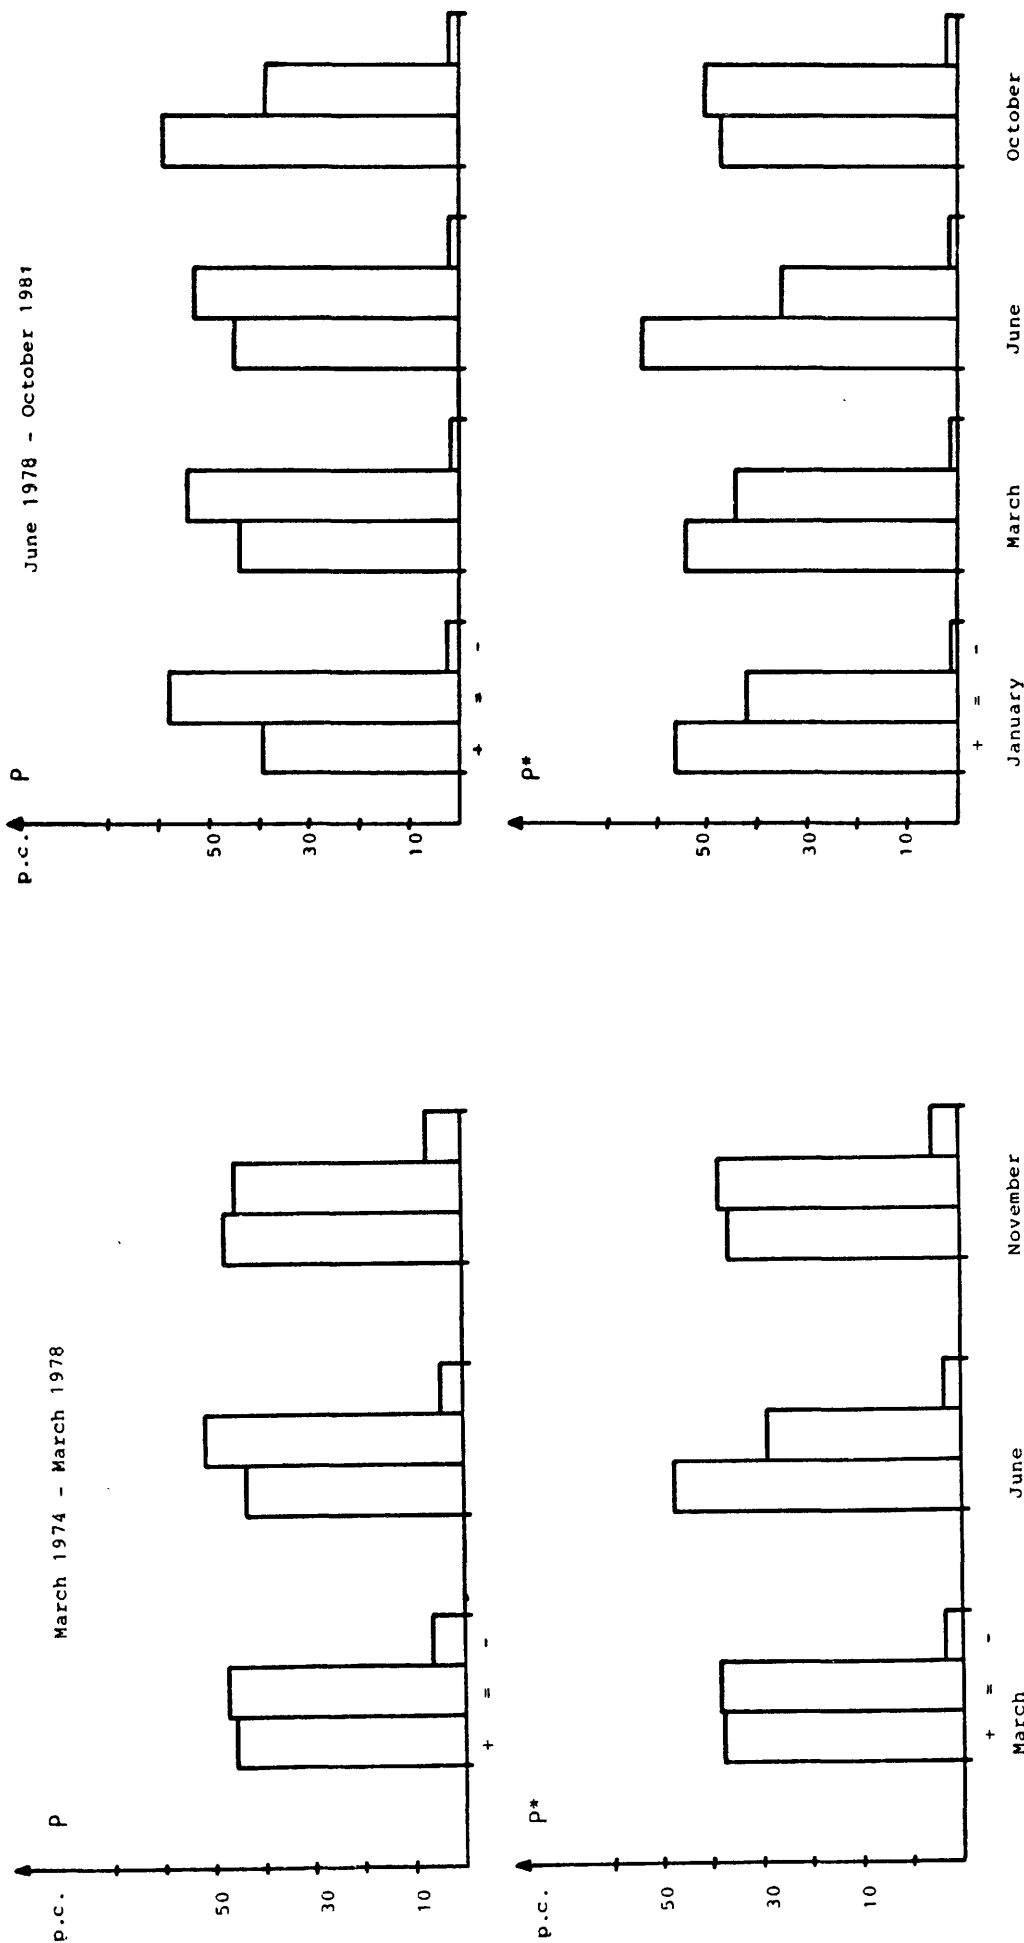 March 1974 - March 1978
p.c.
P
50
30
10
+ = -
p.c.
P*
50
30
10
+ = -
March
June
November
June 1978 - October 1981
p.c.
P
50
30
10
+ = -
P*
50
30
10
+ = -
January
March
June
October